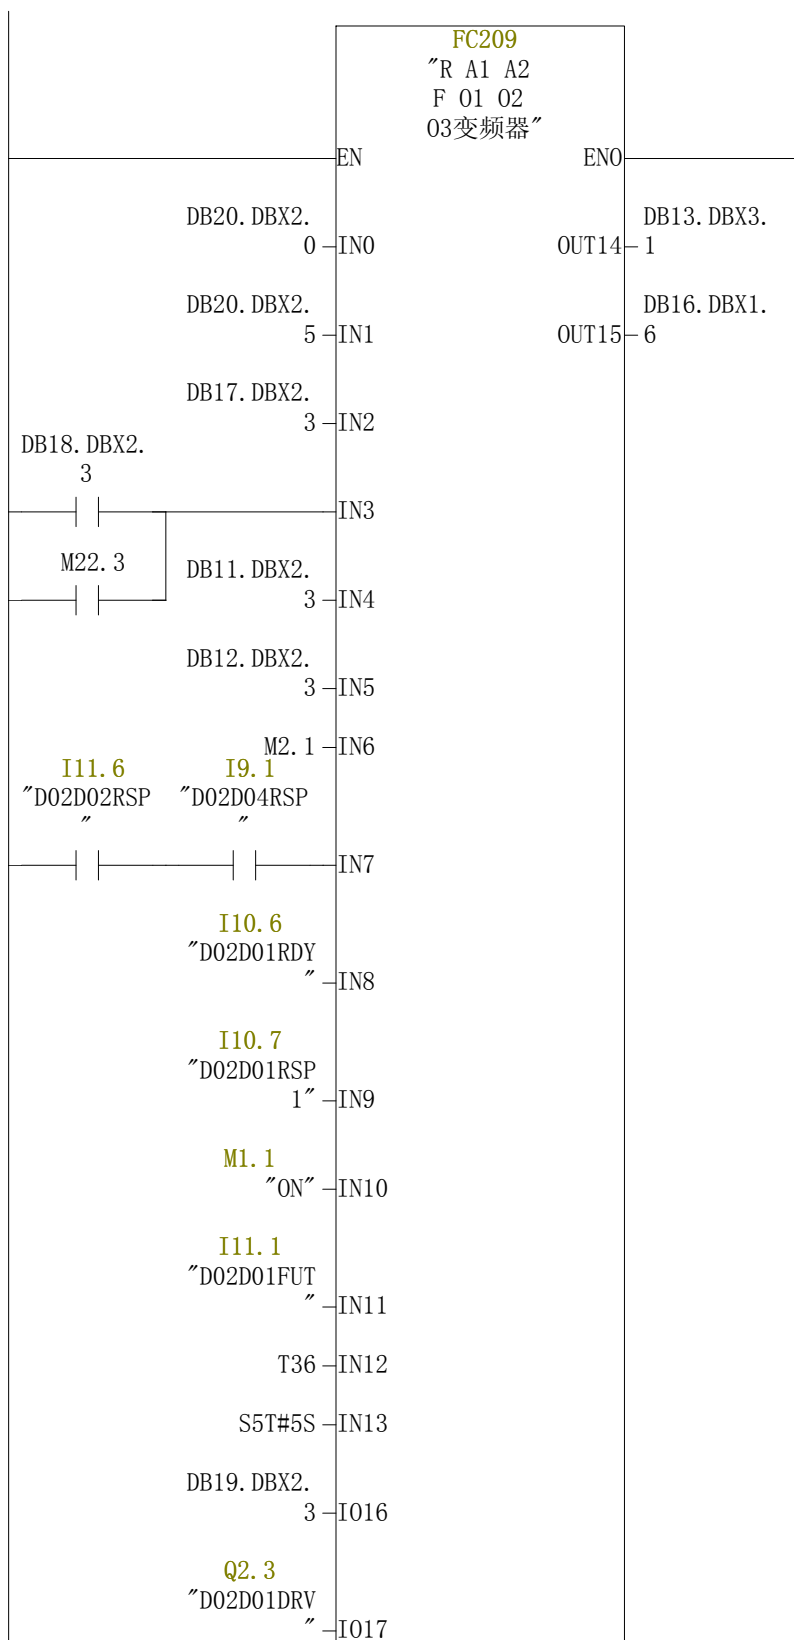 FC209
"R A1 A2
F O1 O2
O3变频器"
EN
ENO
DB20.DBX2.
0
IN0
DB13.DBX3.
OUT14
1
DB20.DBX2.
5
IN1
DB16.DBX1.
OUT15
6
DB17.DBX2.
3
IN2
DB18.DBX2.
3
IN3
M22.3
DB11.DBX2.
3
IN4
DB12.DBX2.
3
IN5
M2.1
IN6
I11.6
"D02D02RSP
"
I9.1
"D02D04RSP
"
IN7
I10.6
"D02D01RDY
"
IN8
I10.7
"D02D01RSP
1"
IN9
M1.1
"ON"
IN10
I11.1
"D02D01FUT
"
IN11
T36
IN12
S5T#5S
IN13
DB19.DBX2.
3
IO16
Q2.3
"D02D01DRV
"
IO17